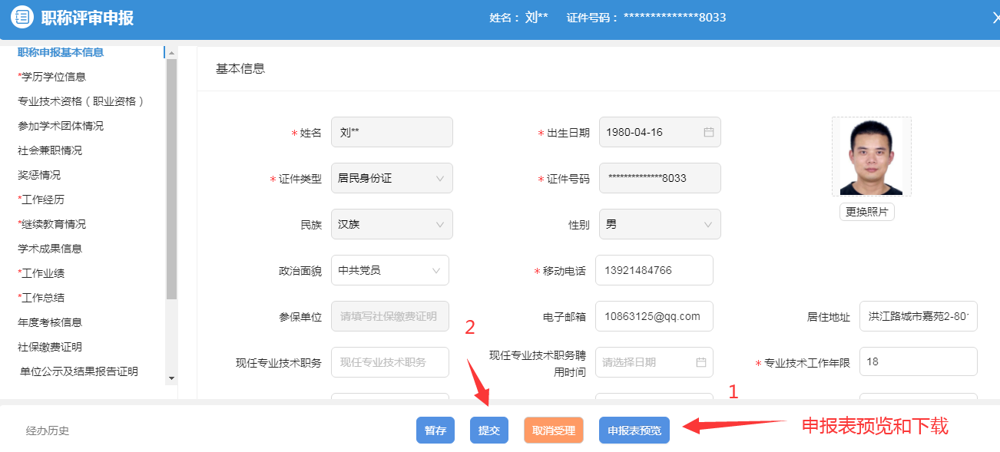 职称评审申报 姓名： 刘** 证件号码： **************8033 X
职称申报基本信息
*学历学位信息
专业技术资格（职业资格）
参加学术团体情况
社会兼职情况
奖惩情况
*工作经历
*继续教育情况
学术成果信息
*工作业绩
*工作总结
年度考核信息
社保缴费证明
单位公示及结果报告证明
基本信息
*姓名 刘** *出生日期 1980-04-16
*证件类型 居民身份证 *证件号码 **************8033
更换照片
民族 汉族 性别 男
政治面貌 中共党员 *移动电话 13921484766
参保单位 请填写社保缴费证明 电子邮箱 10863125@qq.com 居住地址 洪江路城市嘉苑2-80
2
现任专业技术职务 现任专业技术职务 现任专业技术职务聘
用时间 请选择日期 *专业技术工作年限 18
1
经办历史 暂存 提交 取消受理 申报表预览 申报表预览和下载